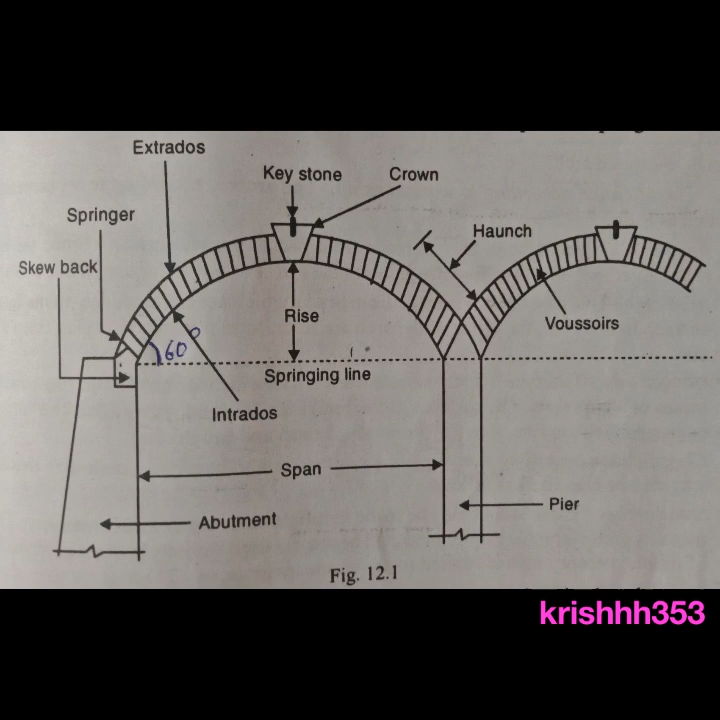 Extrados
Key stone
Crown
Springer
Haunch
Skew back
Rise
Voussoirs
60°
Springing line
Intrados
Span
Pier
Abutment
Fig. 12.1
krishhh353